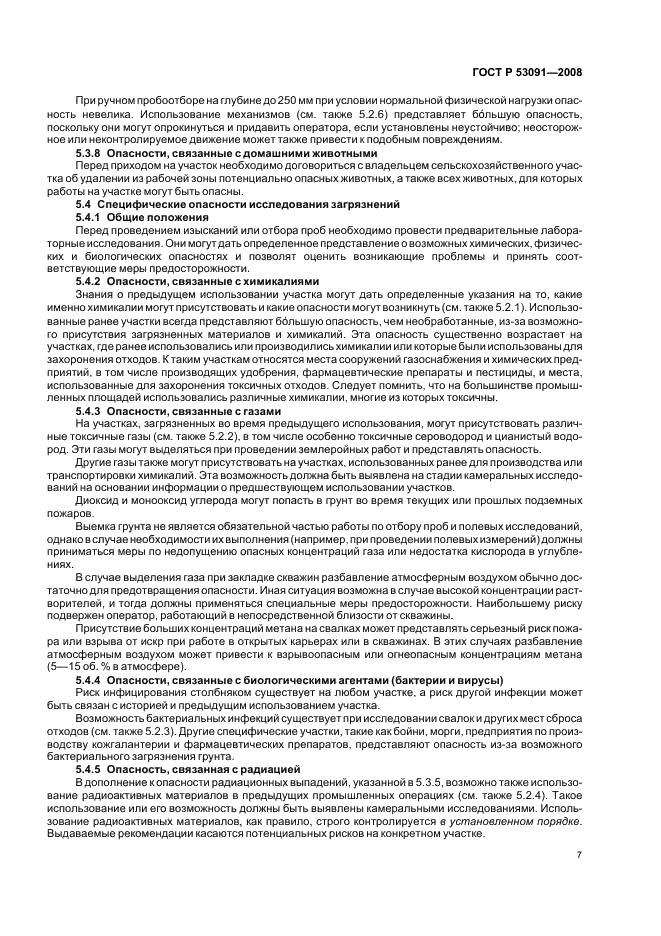 ГОСТ Р 53091—2008
При ручном пробоотборе на глубине до 250 мм при условии нормальной физической нагрузки опас-
ность невелика. Использование механизмов (см. также 5.2.6) представляет бо́льшую опасность,
поскольку они могут опрокинуться и придавить оператора, если установлены неустойчиво; неосторож-
ное или неконтролируемое движение может также привести к подобным повреждениям.
5.3.8 Опасности, связанные с домашними животными
Перед приходом на участок необходимо договориться с владельцем сельскохозяйственного учас-
тка об удалении из рабочей зоны потенциально опасных животных, а также всех животных, для которых
работы на участке могут быть опасны.
5.4 Специфические опасности исследования загрязнений
5.4.1 Общие положения
Перед проведением изысканий или отбора проб необходимо провести предварительные лабора-
торные исследования. Они могут дать определенное представление о возможных химических, физичес-
ких и биологических опасностях и позволят оценить возникающие проблемы и принять соот-
ветствующие меры предосторожности.
5.4.2 Опасности, связанные с химикалиями
Знания о предыдущем использовании участка могут дать определенные указания на то, какие
именно химикалии могут присутствовать и какие опасности могут возникнуть (см. также 5.2.1). Использо-
ванные ранее участки всегда представляют бо́льшую опасность, чем необработанные, из-за возможно-
го присутствия загрязненных материалов и химикалий. Эта опасность существенно возрастает на
участках, где ранее использовались или производились химикалии или которые были использованы для
захоронения отходов. К таким участкам относятся места сооружений газоснабжения и химических пред-
приятий, в том числе производящих удобрения, фармацевтические препараты и пестициды, и места,
использованные для захоронения токсичных отходов. Следует помнить, что на большинстве промыш-
ленных площадей использовались различные химикалии, многие из которых токсичны.
5.4.3 Опасности, связанные с газами
На участках, загрязненных во время предыдущего использования, могут присутствовать различ-
ные токсичные газы (см. также 5.2.2), в том числе особенно токсичные сероводород и цианистый водо-
род. Эти газы могут выделяться при проведении землеройных работ и представлять опасность.
Другие газы также могут присутствовать на участках, использованных ранее для производства или
транспортировки химикалий. Эта возможность должна быть выявлена на стадии камеральных исследо-
ваний на основании информации о предшествующем использовании участков.
Диоксид и монооксид углерода могут попасть в грунт во время текущих или прошлых подземных
пожаров.
Выемка грунта не является обязательной частью работы по отбору проб и полевых исследований,
однако в случае необходимости их выполнения (например, при проведении полевых измерений) должны
приниматься меры по недопущению опасных концентраций газа или недостатка кислорода в углубле-
ниях.
В случае выделения газа при закладке скважин разбавление атмосферным воздухом обычно дос-
таточно для предотвращения опасности. Иная ситуация возможна в случае высокой концентрации раст-
ворителей, и тогда должны применяться специальные меры предосторожности. Наибольшему риску
подвержен оператор, работающий в непосредственной близости от скважины.
Присутствие больших концентраций метана на свалках может представлять серьезный риск пожа-
ра или взрыва от искр при работе в открытых карьерах или в скважинах. В этих случаях разбавление
атмосферным воздухом может привести к взрывоопасным или огнеопасным концентрациям метана
(5—15 об. % в атмосфере).
5.4.4 Опасности, связанные с биологическими агентами (бактерии и вирусы)
Риск инфицирования столбняком существует на любом участке, а риск другой инфекции может
быть связан с историей и предыдущим использованием участка.
Возможность бактериальных инфекций существует при исследовании свалок и других мест сброса
отходов (см. также 5.2.3). Другие специфические участки, такие как бойни, морги, предприятия по произ-
водству кожгалантереи и фармацевтических препаратов, представляют опасность из-за возможного
бактериального загрязнения грунта.
5.4.5 Опасность, связанная с радиацией
В дополнение к опасности радиационных выпадений, указанной в 5.3.5, возможно также использо-
вание радиоактивных материалов в предыдущих промышленных операциях (см. также 5.2.4). Такое
использование или его возможность должны быть выявлены камеральными исследованиями. Исполь-
зование радиоактивных материалов, как правило, строго контролируется в установленном порядке.
Выдаваемые рекомендации касаются потенциальных рисков на конкретном участке.
7